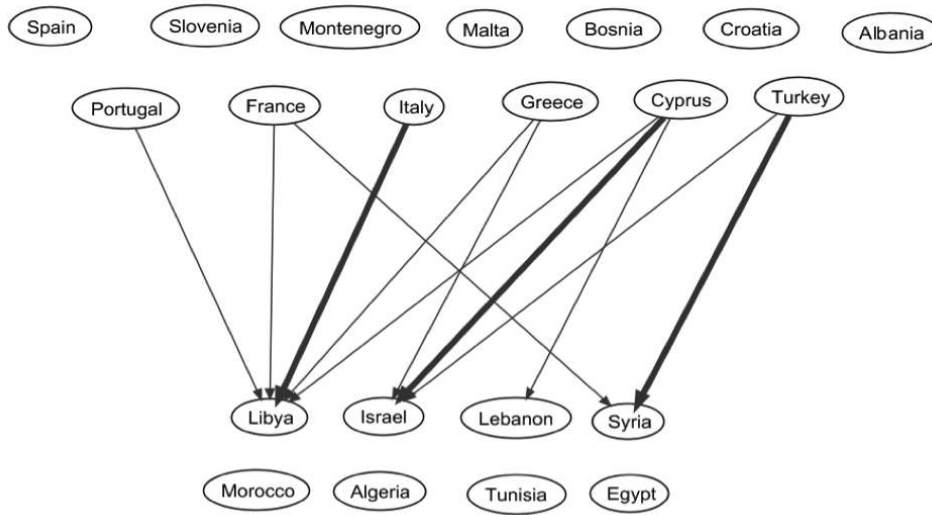 Spain Slovenia Montenegro Malta Bosnia Croatia Albania
Portugal France Italy Greece Cyprus Turkey
Libya Israel Lebanon Syria
Morocco Algeria Tunisia Egypt